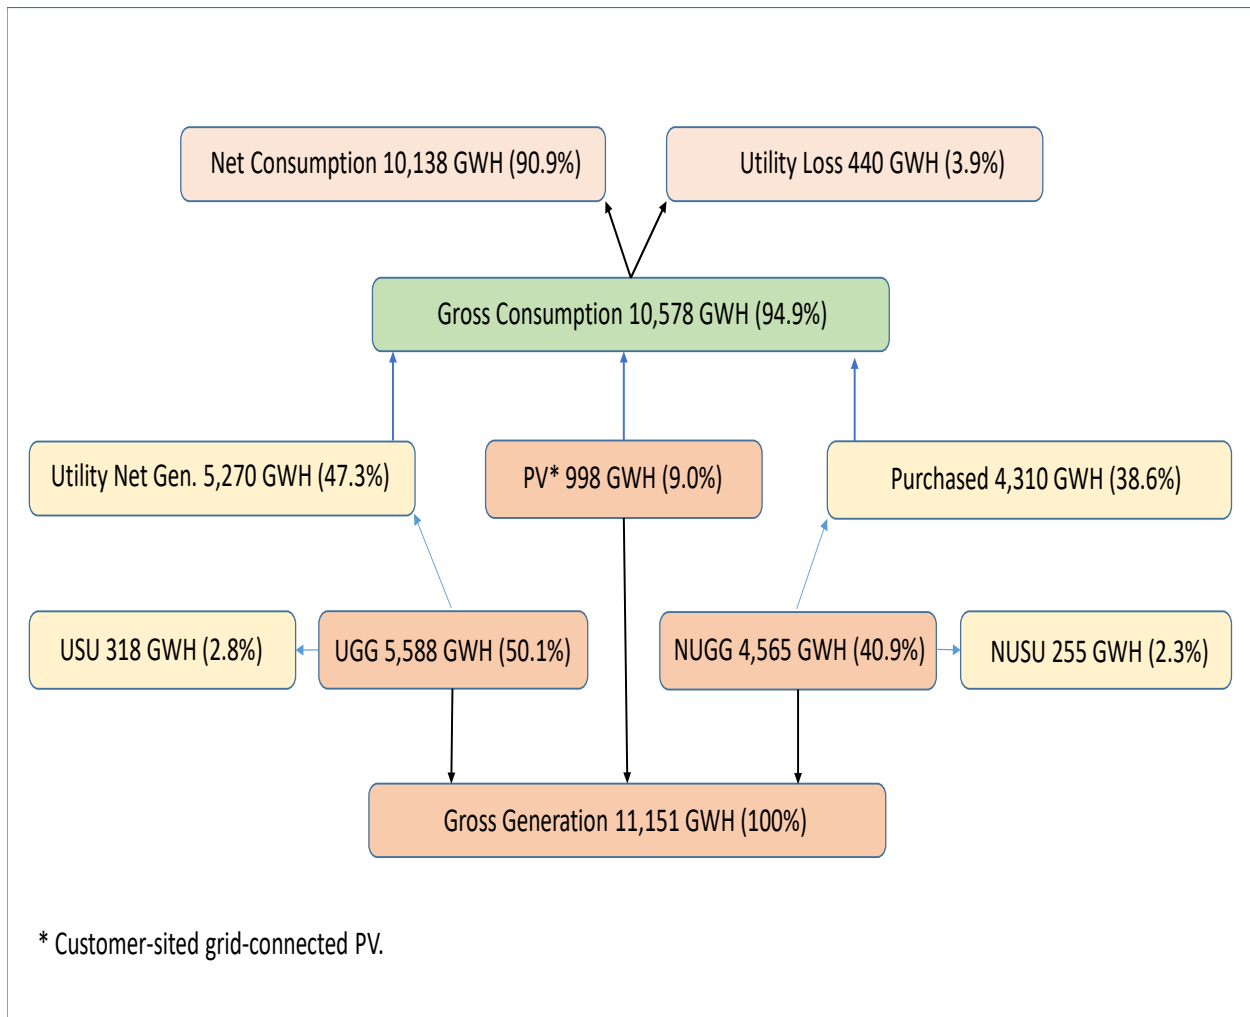 Net Consumption 10,138 GWH (90.9%)
Utility Loss 440 GWH (3.9%)
Gross Consumption 10,578 GWH (94.9%)
Utility Net Gen. 5,270 GWH (47.3%)
PV* 998 GWH (9.0%)
Purchased 4,310 GWH (38.6%)
USU 318 GWH (2.8%)
UGG 5,588 GWH (50.1%)
NUGG 4,565 GWH (40.9%)
NUSU 255 GWH (2.3%)
Gross Generation 11,151 GWH (100%)
* Customer-sited grid-connected PV.